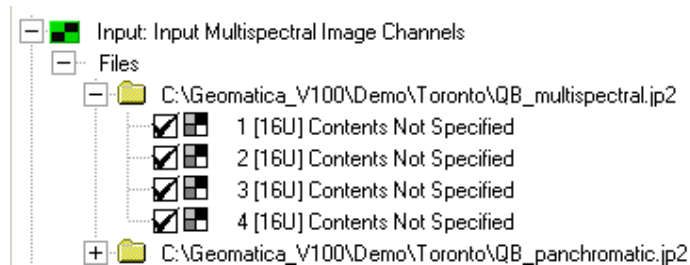 Input: Input Multispectral Image Channels
Files
C:\Geomatica_V100\Demo\Toronto\QB_multispectral.jp2
1 [16U] Contents Not Specified
2 [16U] Contents Not Specified
3 [16U] Contents Not Specified
4 [16U] Contents Not Specified
C:\Geomatica_V100\Demo\Toronto\QB_panchromatic.jp2